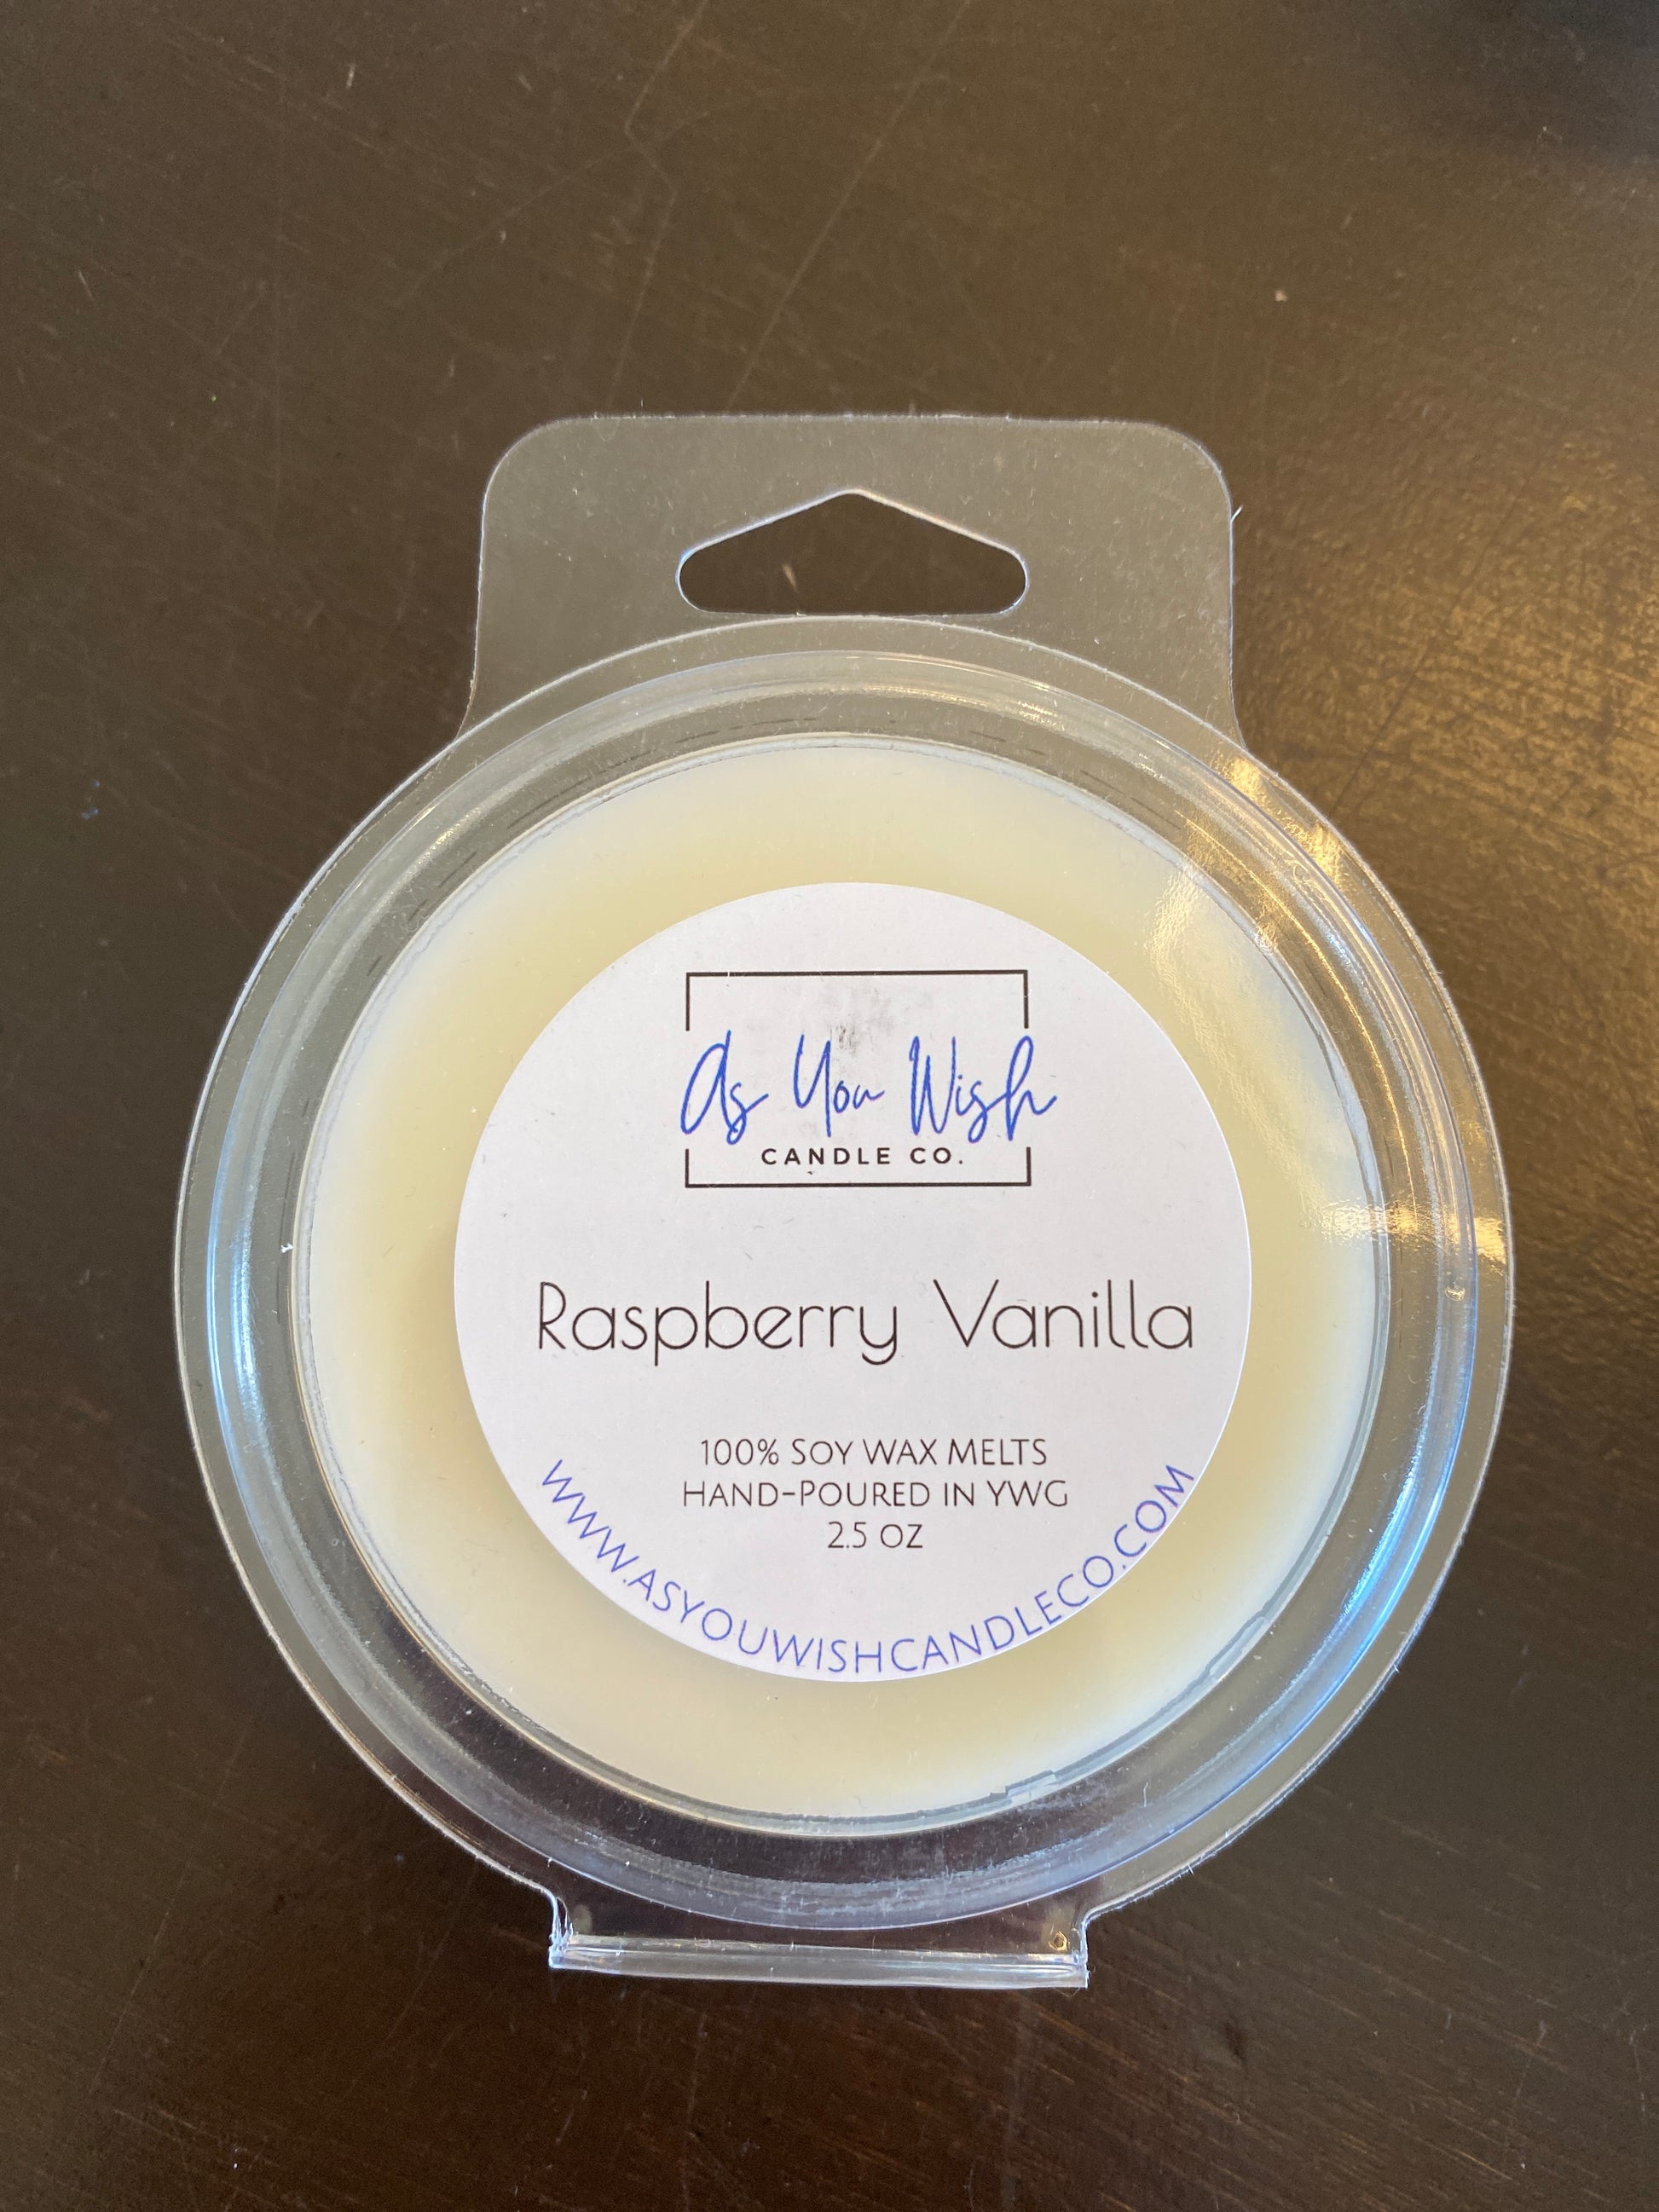 As You Wish
CANDLE CO.
Raspberry Vanilla
100% SOY WAX MELTS
HAND-POURED IN YWG
2.5 OZ
WWW.ASYOUWISHCANDLECO.COM